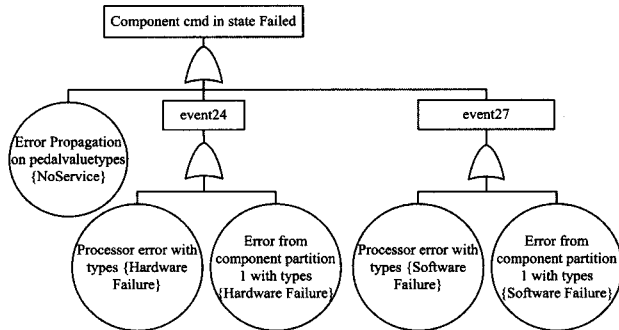 Component cmd in state Failed
event24
event27
Error Propagation
on pedalvaluetypes
{NoService}
Processor error with
types {Hardware
Failure}
Error from
component partition
1 with types
{Hardware Failure}
Processor error with
types {Software
Failure}
Error from
component partition
1 with types
{Software Failure}